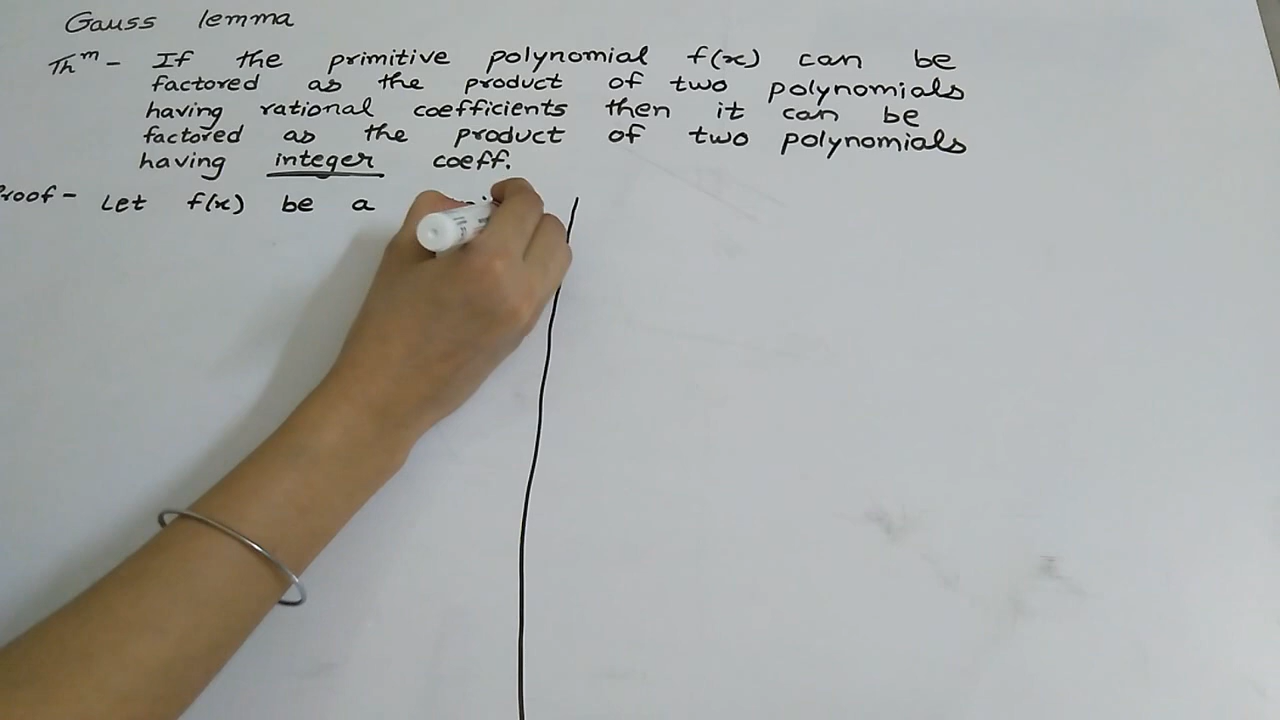 Gauss lemma
Thm - If the primitive polynomial f(x) can be
factored as the product of two polynomials
having rational coefficients then it can be
factored as the product of two polynomials
having integer coeff.
Proof - Let f(x) be a